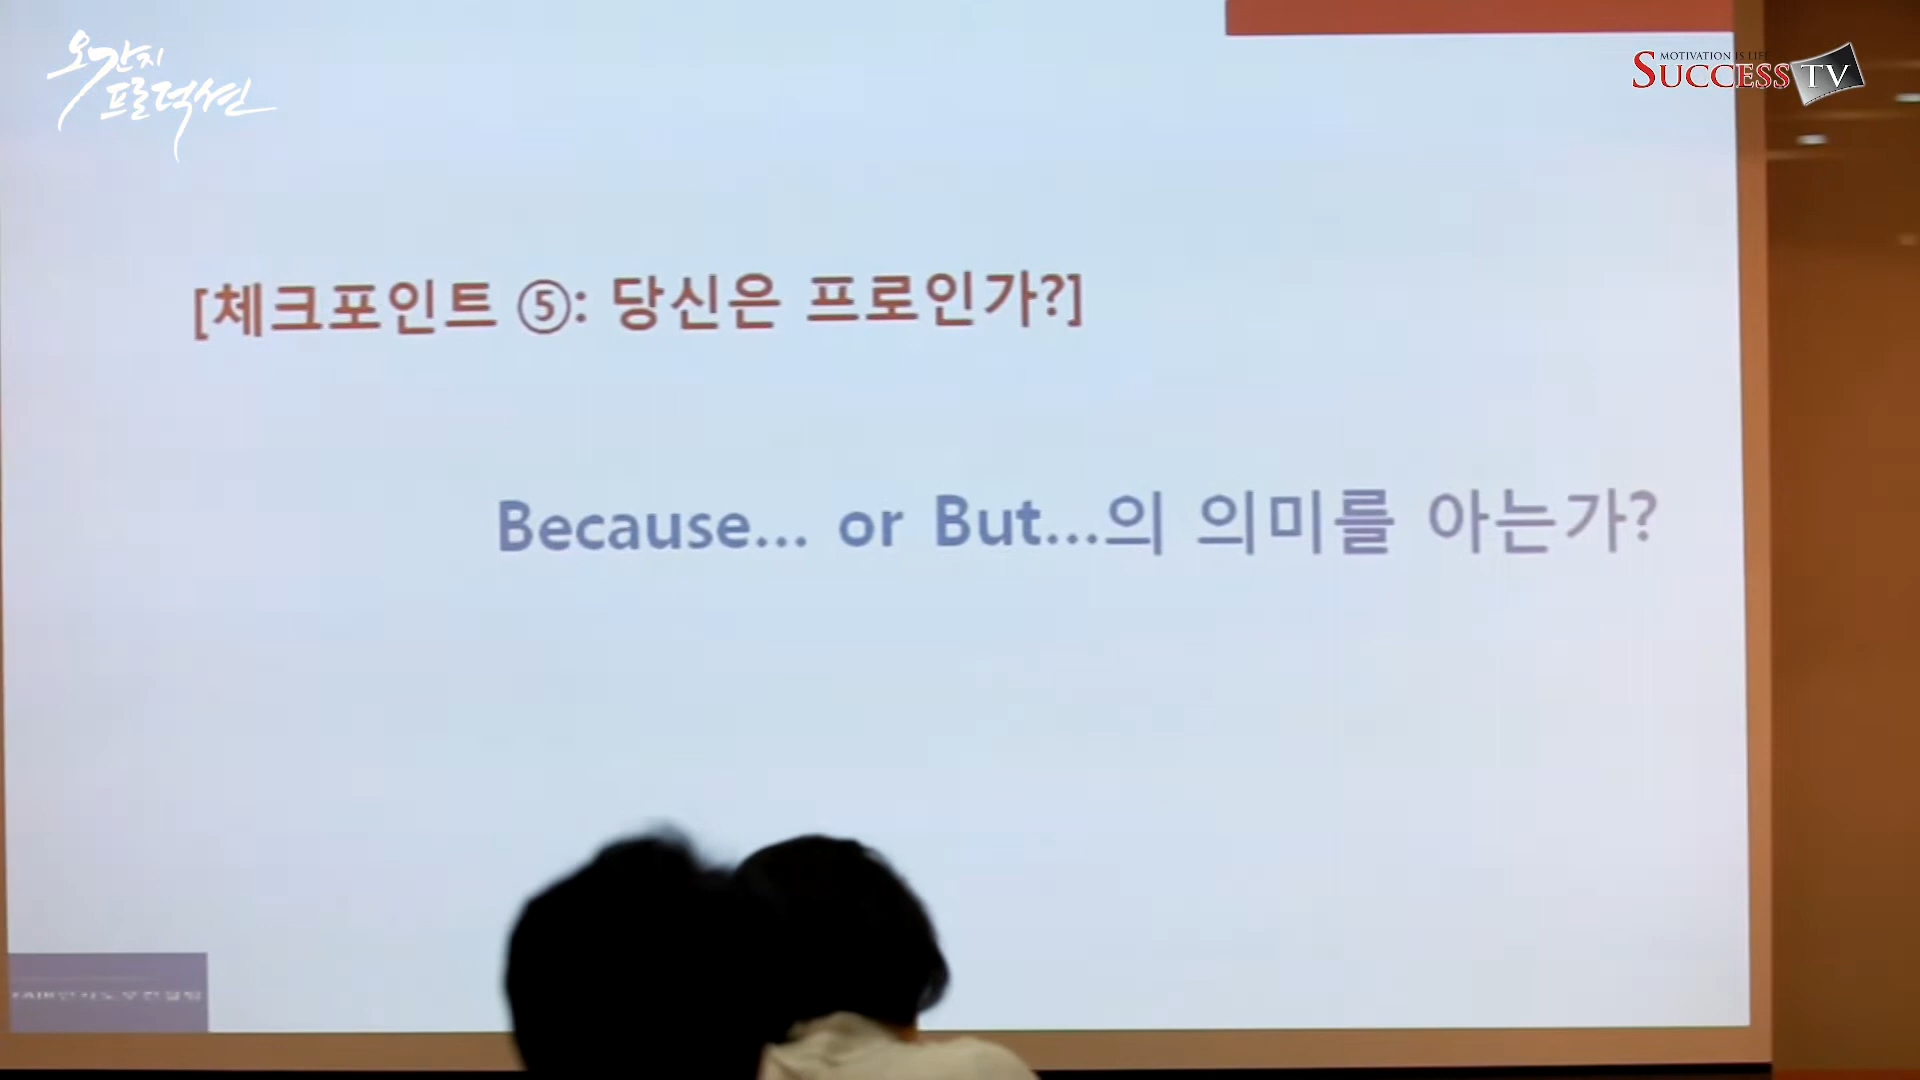 오간지
프로덕션
MOTIVATION IS LIFE
SUCCESS TV
[체크포인트 ⑤: 당신은 프로인가?]
Because... or But...의 의미를 아는가?